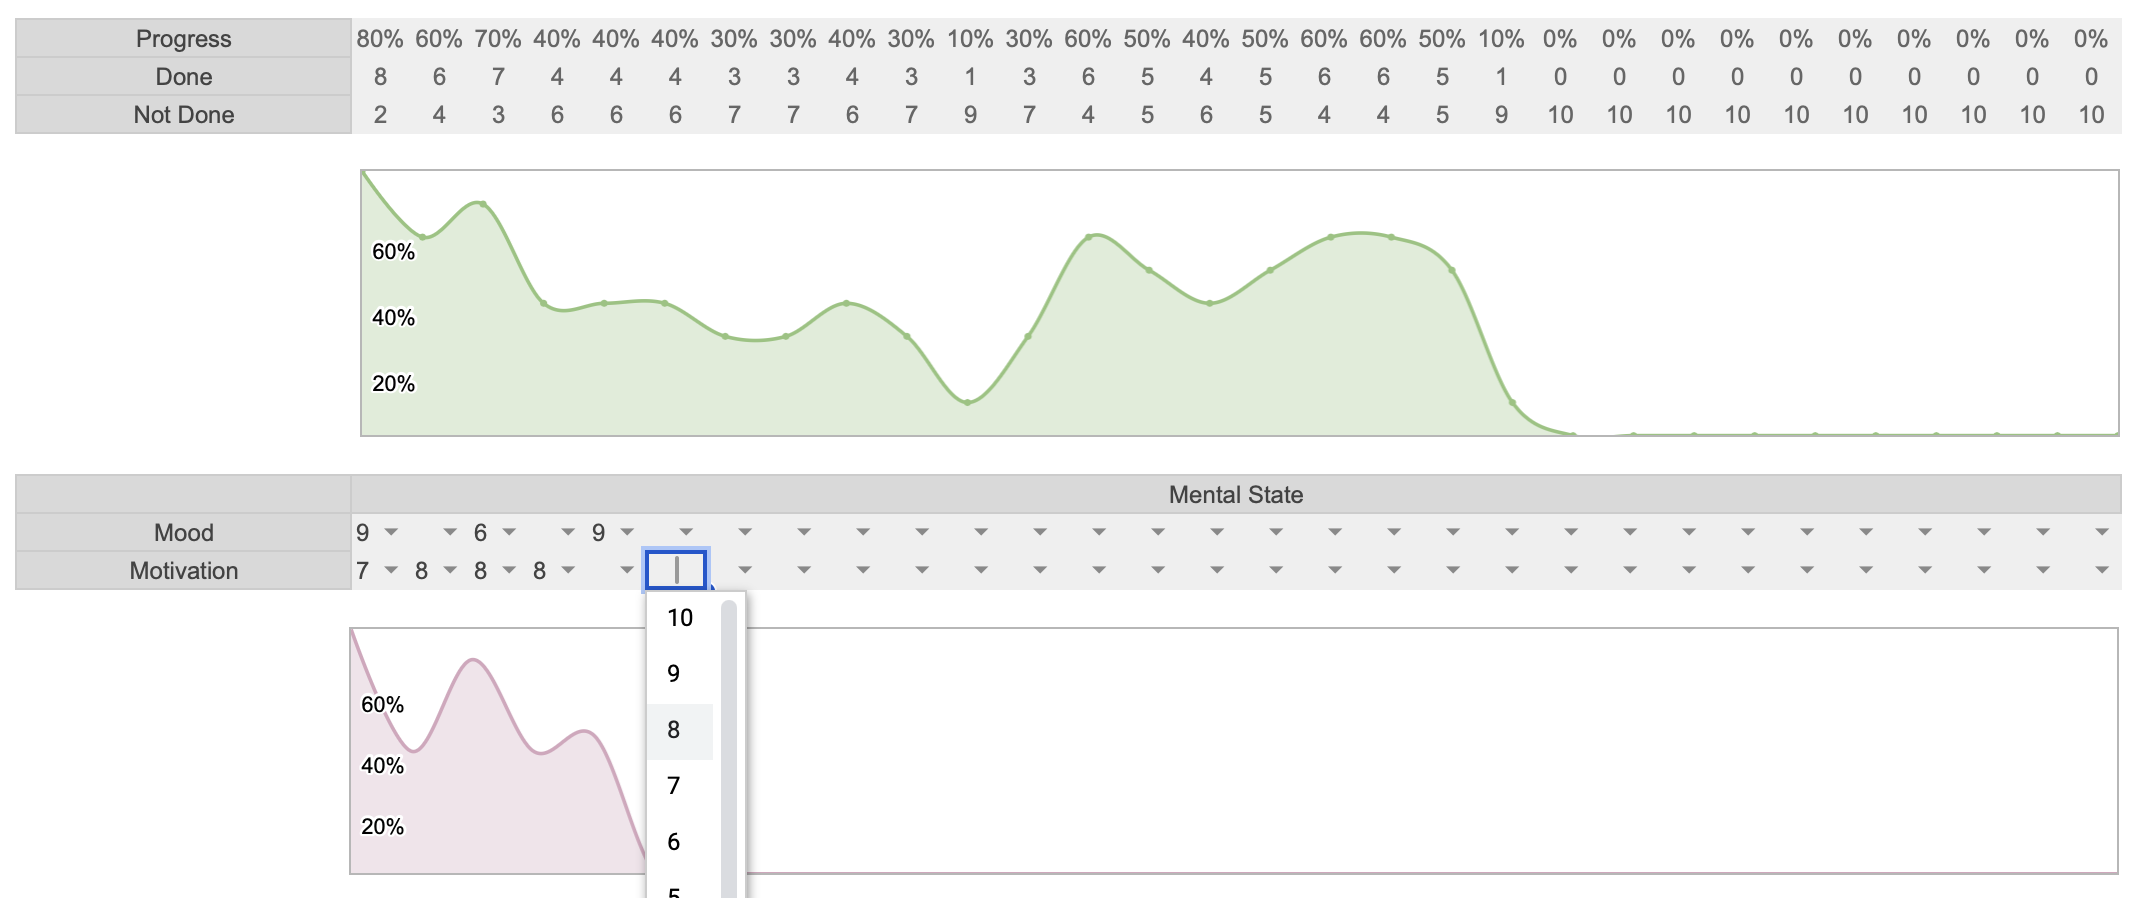 Progress 80% 60% 70% 40% 40% 40% 30% 30% 40% 30% 10% 30% 60% 50% 40% 50% 60% 60% 50% 10% 0% 0% 0% 0% 0% 0% 0% 0% 0% 0%
Done 8 6 7 4 4 4 3 3 4 3 1 3 6 5 4 5 6 6 5 1 0 0 0 0 0 0 0 0 0 0
Not Done 2 4 3 6 6 6 7 7 6 7 9 7 4 5 6 5 4 4 5 9 10 10 10 10 10 10 10 10 10 10
60%
40%
20%
Mental State
Mood 9 6 9
Motivation 7 8 8 8
10
9
8
7
6
5
60%
40%
20%